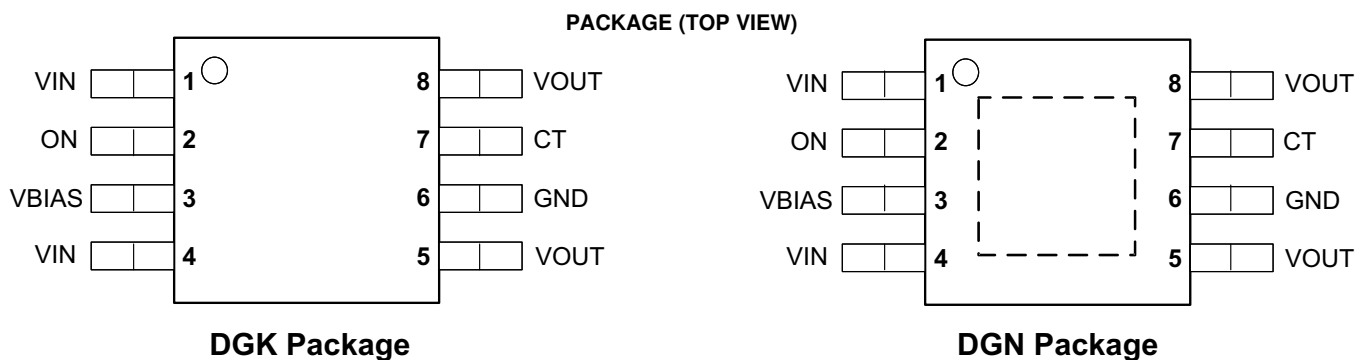 PACKAGE (TOP VIEW)
VIN 1 8 VOUT
ON 2 7 CT
VBIAS 3 6 GND
VIN 4 5 VOUT
DGK Package
VIN 1 8 VOUT
ON 2 7 CT
VBIAS 3 6 GND
VIN 4 5 VOUT
DGN Package